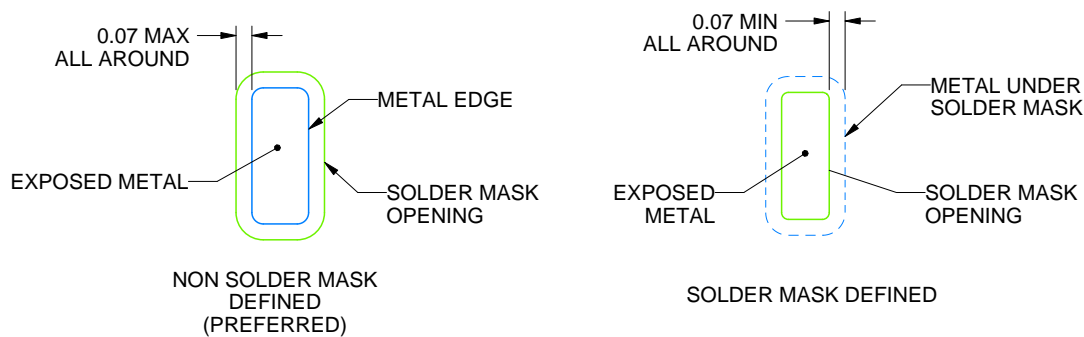 0.07 MAX
ALL AROUND
METAL EDGE
EXPOSED METAL
SOLDER MASK
OPENING
NON SOLDER MASK
DEFINED
(PREFERRED)
0.07 MIN
ALL AROUND
METAL UNDER
SOLDER MASK
EXPOSED
METAL
SOLDER MASK
OPENING
SOLDER MASK DEFINED